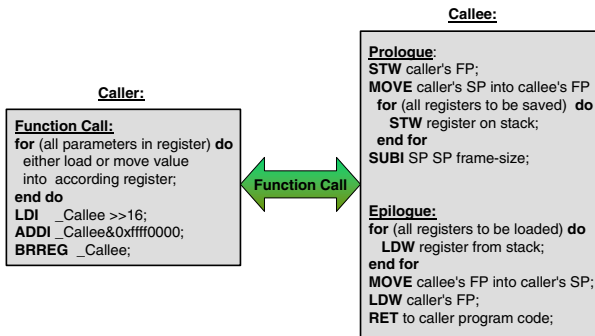 Caller:
Function Call:
for (all parameters in register) do
either load or move value
into according register;
end do
LDI _Callee >>16;
ADDI _Callee&0xffff0000;
BRREG _Callee;
Function Call
Callee:
Prologue:
STW caller's FP;
MOVE caller's SP into callee's FP
for (all registers to be saved) do
STW register on stack;
end for
SUBI SP SP frame-size;
Epilogue:
for (all registers to be loaded) do
LDW register from stack;
end for
MOVE callee's FP into caller's SP;
LDW caller's FP;
RET to caller program code;